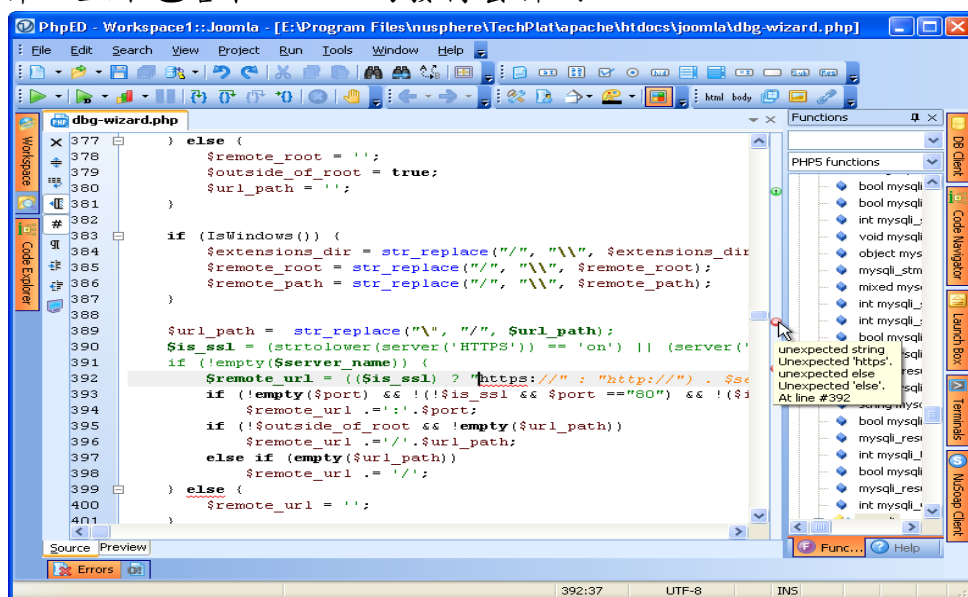 PhpED - Workspace1::Joomla - [E:\Program Files\nusphere\TechPlat\apache\htdocs\joomla\dbg-wizard.php]
File Edit Search View Project Run Tools Window Help
html body
dbg-wizard.php
Functions
PHP5 functions
Workspace
Code Explorer
377 } else {
378 $remote_root = '';
379 $outside_of_root = true;
380 $url_path = '';
381 }
382
383 if (IsWindows()) {
384 $extensions_dir = str_replace("/", "\\", $extensions_dir
385 $remote_root = str_replace("/", "\\", $remote_root);
386 $remote_path = str_replace("/", "\\", $remote_path);
387 }
388
389 $url_path = str_replace("\", "/", $url_path);
390 $is_ssl = (strtolower(server('HTTPS')) == 'on') || (server('
391 if (!empty($server_name)) {
392 $remote_url = (($is_ssl) ? "https://" : "http://") . $se
393 if (!empty($port) && !(!$is_ssl && $port =="80") && !($i
394 $remote_url .=':'.$port;
395 if (!$outside_of_root && !empty($url_path))
396 $remote_url .='/'.$url_path;
397 else if (empty($url_path))
398 $remote_url .= '/';
399 } else {
400 $remote_url = '';
401 }
unexpected string
Unexpected 'https'.
unexpected else
Unexpected 'else'.
At line #392
bool mysqli
bool mysqli
int mysqli_
void mysqli
object mys
mysqli_stm
mixed mys
int mysqli_
int mysqli_
bool mysqli
bool mysqli
mysqli_res
int mysqli_
bool mysqli
mysqli_res
int mysqli_
DB Client
Code Navigator
Launch Box
Terminals
NuSoap Client
Source Preview
Func... Help
Errors
392:37 UTF-8 INS